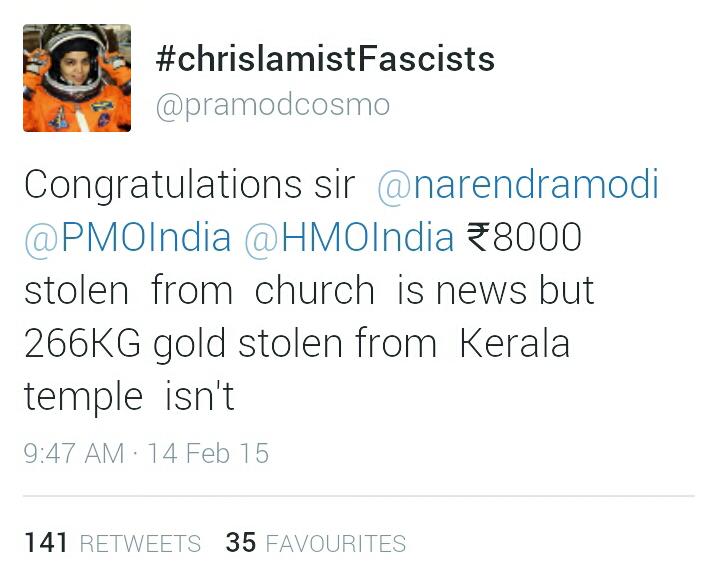 #chrislamistFascists
@pramodcosmo
Congratulations sir @narendramodi
@PMOIndia @HMOIndia ₹8000
stolen from church is news but
266KG gold stolen from Kerala
temple isn't
9:47 AM · 14 Feb 15
141 RETWEETS 35 FAVOURITES